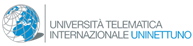 UNIVERSITÀ TELEMATICA
INTERNAZIONALE UNINETTUNO